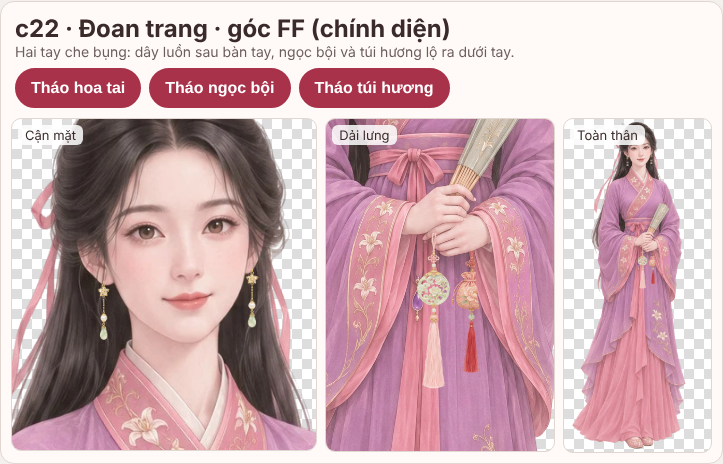 c22 · Đoan trang · góc FF (chính diện)
Hai tay che bụng: dây luồn sau bàn tay, ngọc bội và túi hương lộ ra dưới tay.
Tháo hoa tai
Tháo ngọc bội
Tháo túi hương
Cận mặt
Dải lưng
Toàn thân